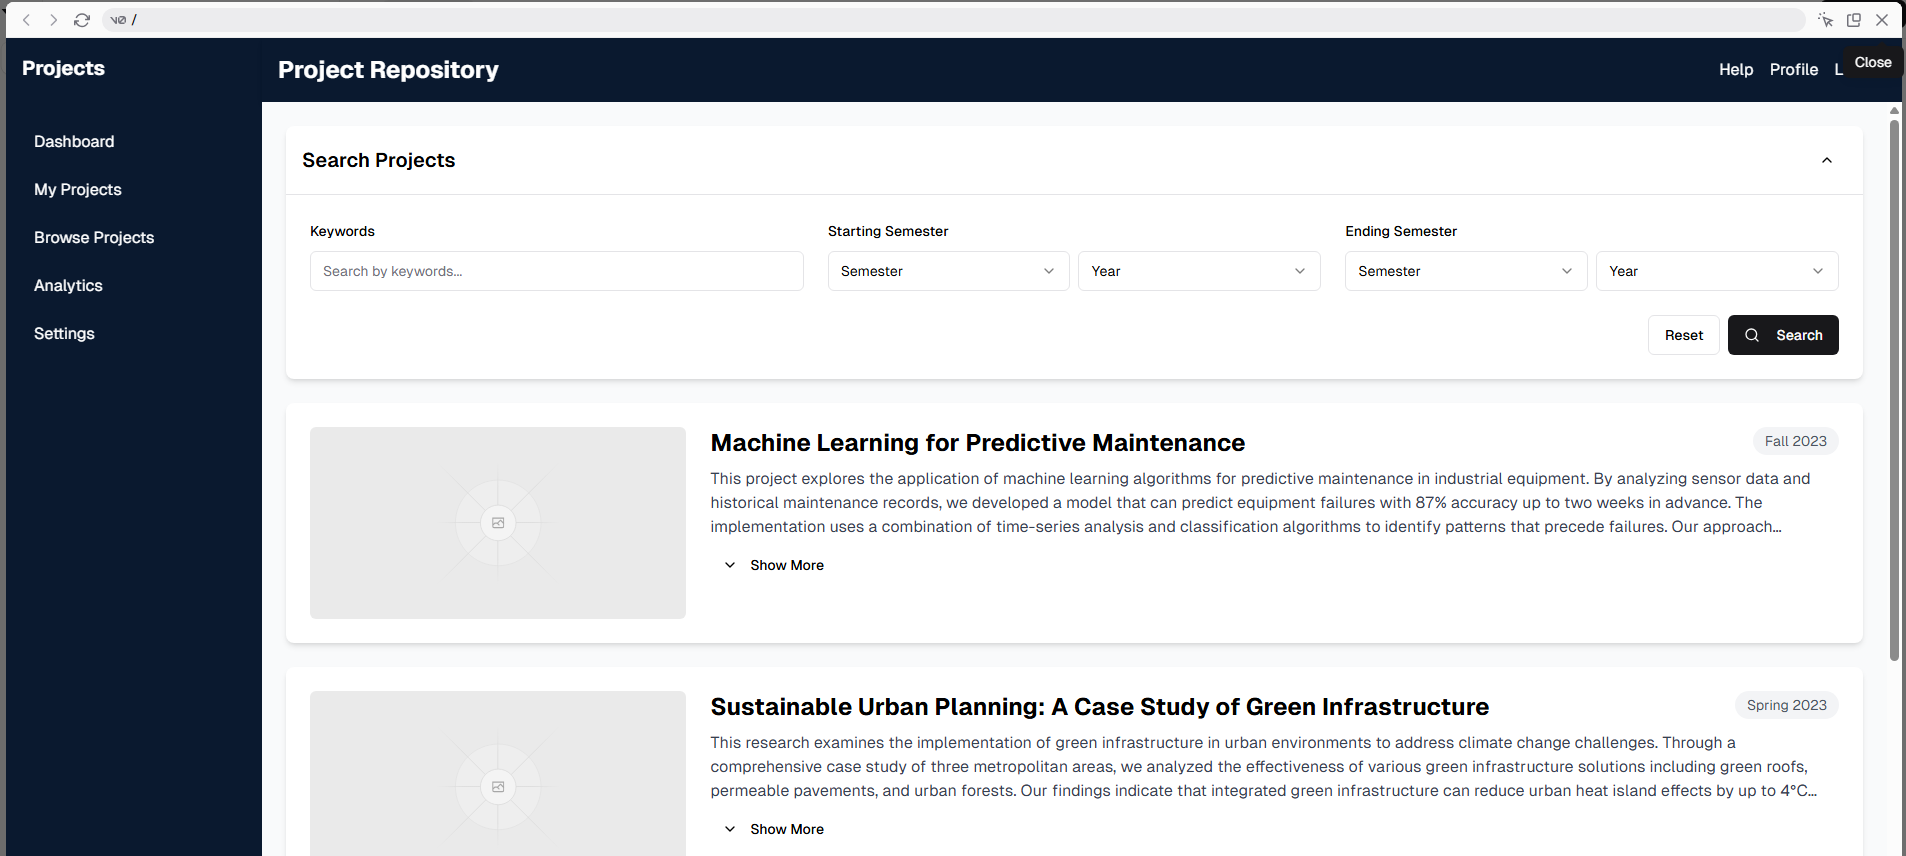 v0 /
Close
Projects
Project Repository
Help Profile L
Dashboard
My Projects
Browse Projects
Analytics
Settings
Search Projects
Keywords
Starting Semester
Ending Semester
Search by keywords...
Semester
Year
Semester
Year
Reset
Search
Machine Learning for Predictive Maintenance
Fall 2023
This project explores the application of machine learning algorithms for predictive maintenance in industrial equipment. By analyzing sensor data and
historical maintenance records, we developed a model that can predict equipment failures with 87% accuracy up to two weeks in advance. The
implementation uses a combination of time-series analysis and classification algorithms to identify patterns that precede failures. Our approach...
Show More
Sustainable Urban Planning: A Case Study of Green Infrastructure
Spring 2023
This research examines the implementation of green infrastructure in urban environments to address climate change challenges. Through a
comprehensive case study of three metropolitan areas, we analyzed the effectiveness of various green infrastructure solutions including green roofs,
permeable pavements, and urban forests. Our findings indicate that integrated green infrastructure can reduce urban heat island effects by up to 4°C...
Show More